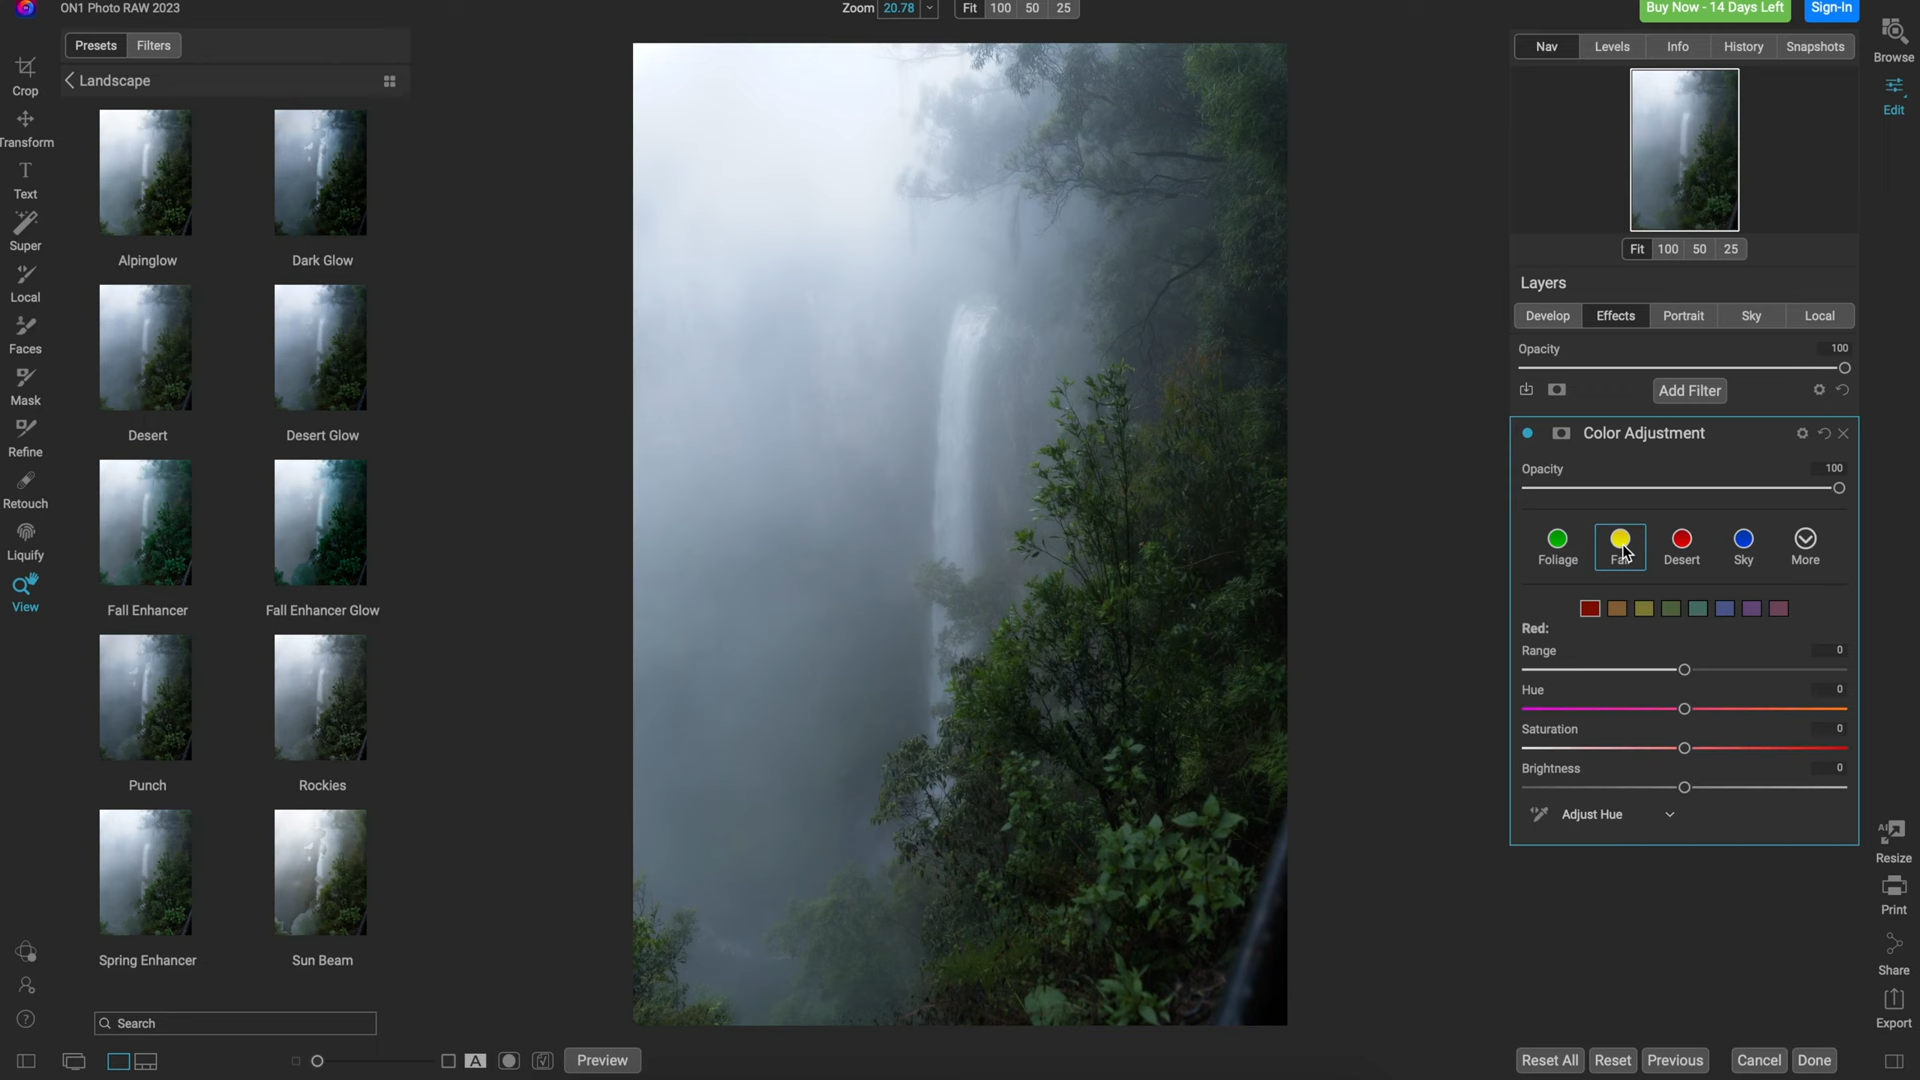 ON1 Photo RAW 2023
Zoom 20.78 Fit 100 50 25
Buy Now - 14 Days Left Sign-In
Presets Filters
Landscape
Crop
Transform
Text
Super
Local
Faces
Mask
Refine
Retouch
Liquify
View
Alpinglow Dark Glow
Desert Desert Glow
Fall Enhancer Fall Enhancer Glow
Punch Rockies
Spring Enhancer Sun Beam
Search
A Preview
Nav Levels Info History Snapshots
Fit 100 50 25
Layers
Develop Effects Portrait Sky Local
Opacity 100
Add Filter
Color Adjustment
Opacity 100
Foliage Fall Desert Sky More
Red:
Range 0
Hue 0
Saturation 0
Brightness 0
Adjust Hue
Reset All Reset Previous Cancel Done
Browse
Edit
AI
Resize
Print
Share
Export